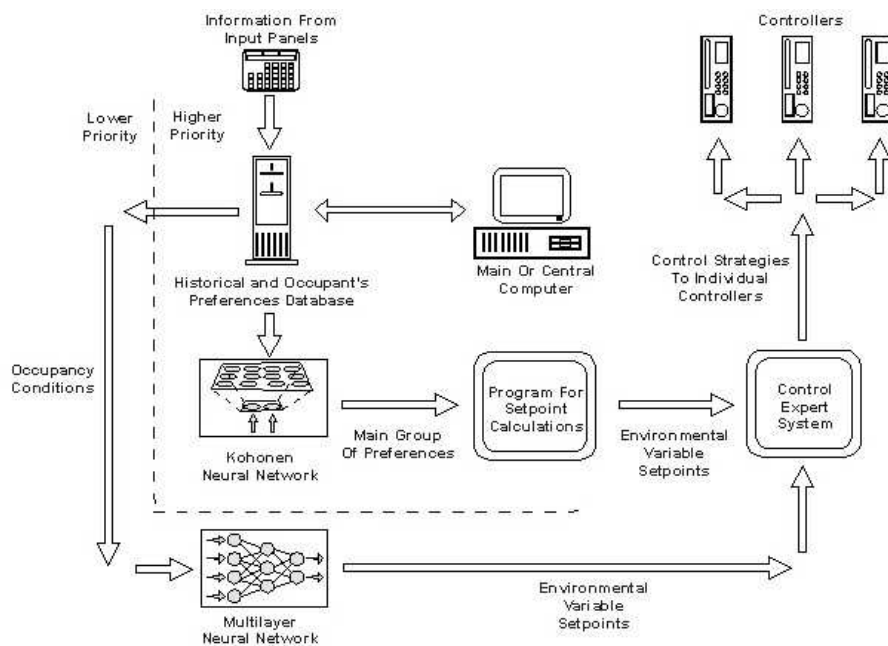 Information From
Input Panels
Controllers
Lower
Priority
Higher
Priority
Historical and Occupant's
Preferences Database
Main Or Central
Computer
Control Strategies
To Individual
Controllers
Occupancy
Conditions
Kohonen
Neural Network
Main Group
Of Preferences
Program For
Setpoint
Calculations
Environmental
Variable
Setpoints
Control
Expert
System
Multilayer
Neural Network
Environmental
Variable
Setpoints